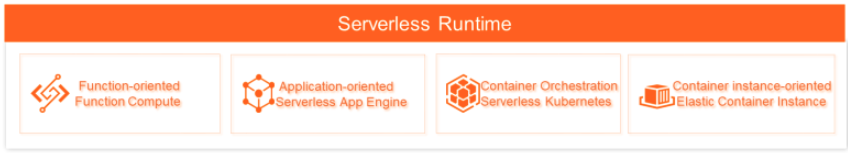 Serverless Runtime
Function-oriented
Function Compute
Application-oriented
Serverless App Engine
Container Orchestration
Serverless Kubernetes
Container instance-oriented
Elastic Container Instance